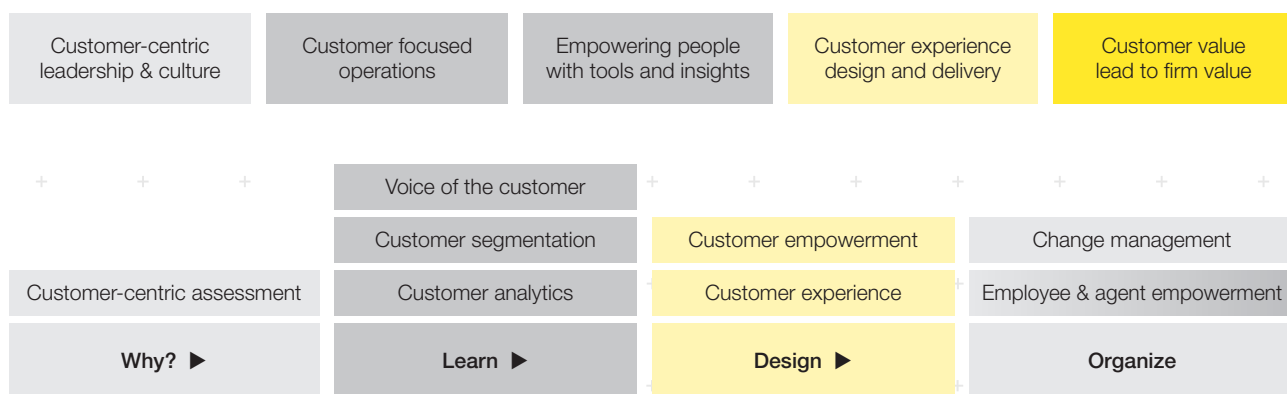 Customer-centric
leadership & culture
Customer focused
operations
Empowering people
with tools and insights
Customer experience
design and delivery
Customer value
lead to firm value
Voice of the customer
Customer segmentation
Customer empowerment
Change management
Customer-centric assessment
Customer analytics
Customer experience
Employee & agent empowerment
Why? ▶
Learn ▶
Design ▶
Organize